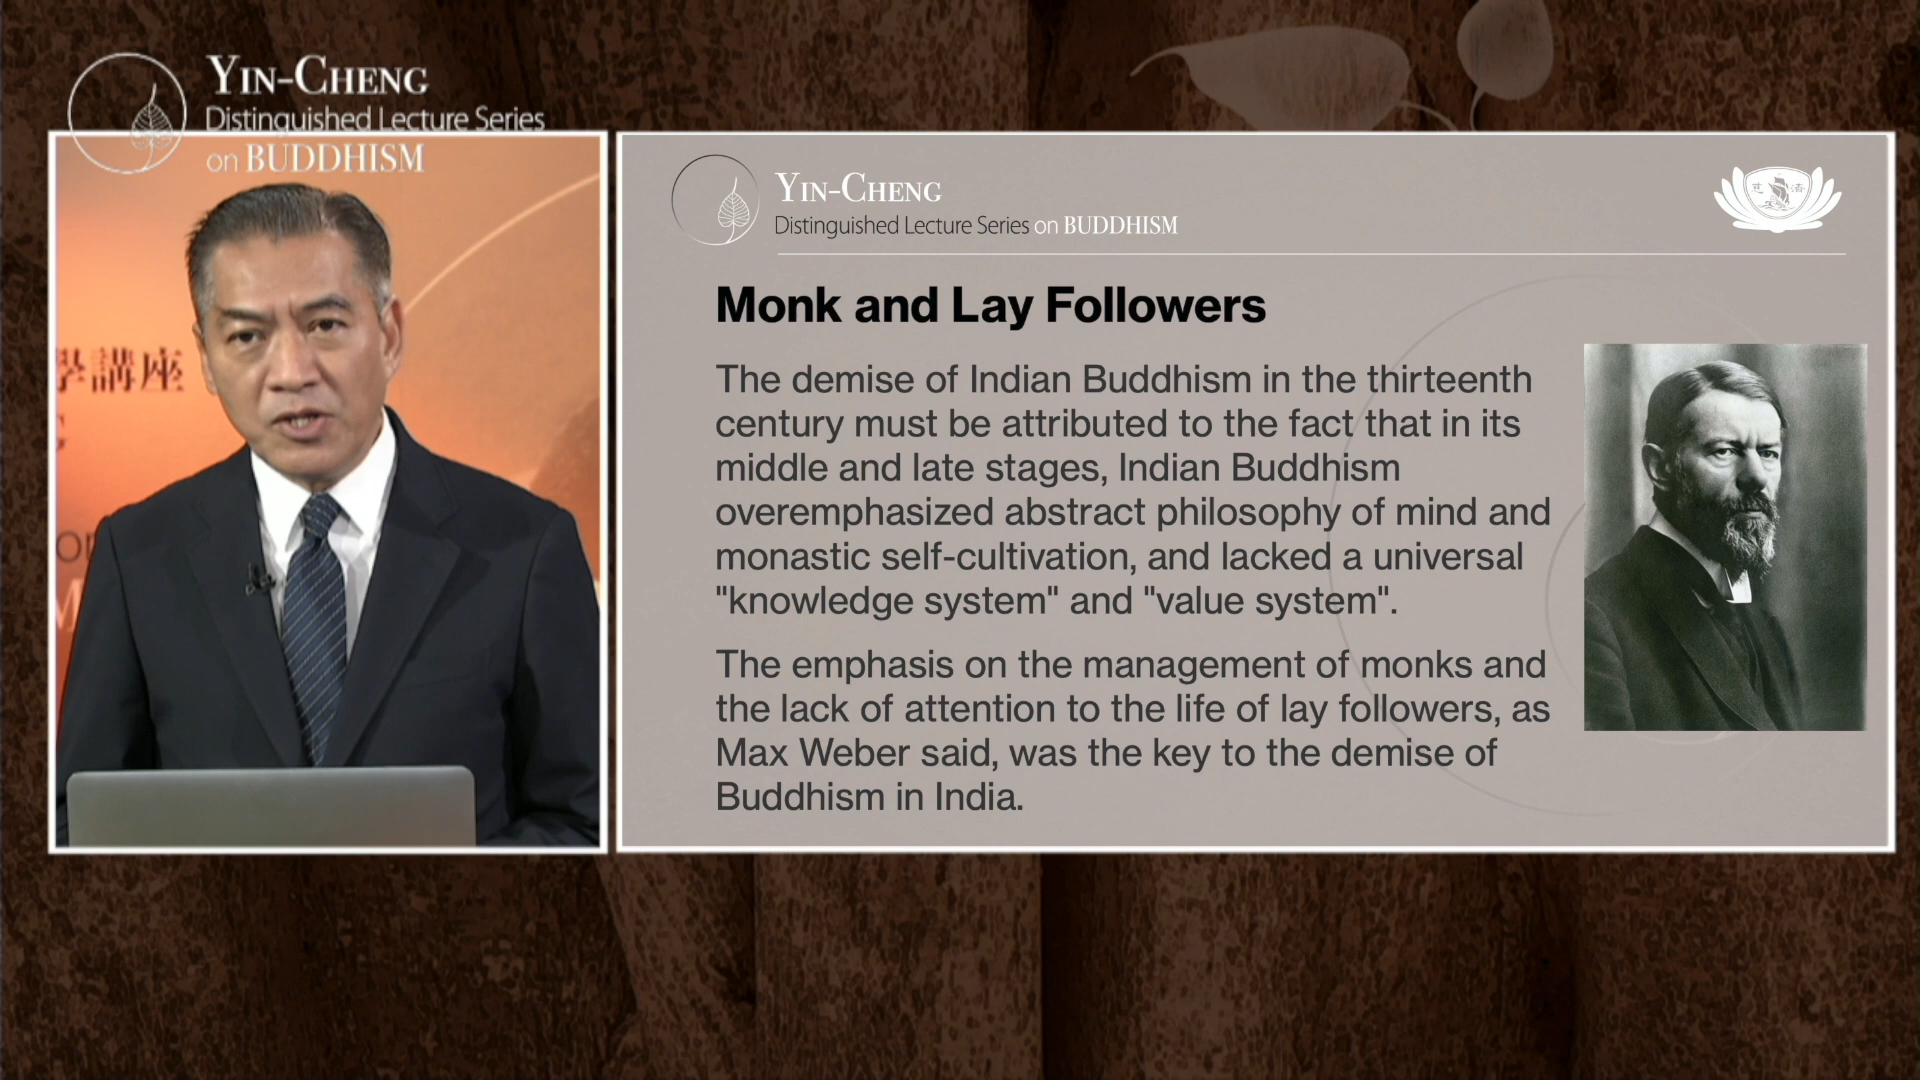 YIN-CHENG
Distinguished Lecture Series
on BUDDHISM
學講座
YIN-CHENG
Distinguished Lecture Series on BUDDHISM
Monk and Lay Followers
The demise of Indian Buddhism in the thirteenth
century must be attributed to the fact that in its
middle and late stages, Indian Buddhism
overemphasized abstract philosophy of mind and
monastic self-cultivation, and lacked a universal
"knowledge system" and "value system".
The emphasis on the management of monks and
the lack of attention to the life of lay followers, as
Max Weber said, was the key to the demise of
Buddhism in India.